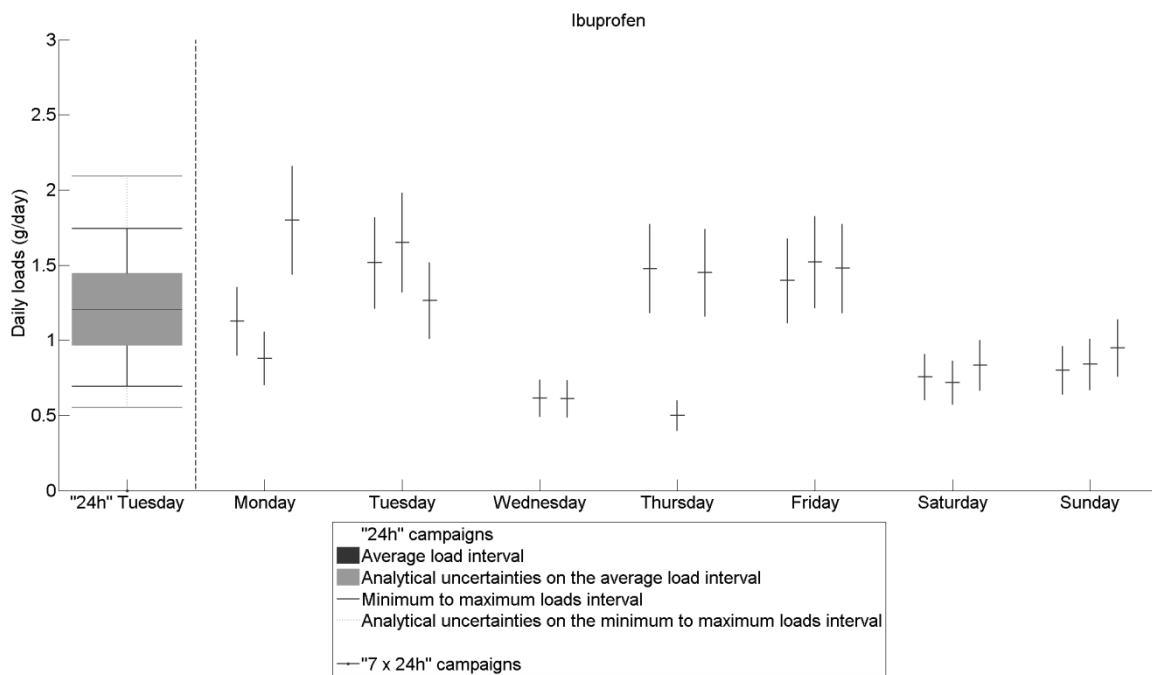 Ibuprofen
Daily loads (g/day)
3
2.5
2
1.5
1
0.5
0
"24h" Tuesday Monday Tuesday Wednesday Thursday Friday Saturday Sunday
"24h" campaigns
Average load interval
Analytical uncertainties on the average load interval
Minimum to maximum loads interval
Analytical uncertainties on the minimum to maximum loads interval
"7 x 24h" campaigns